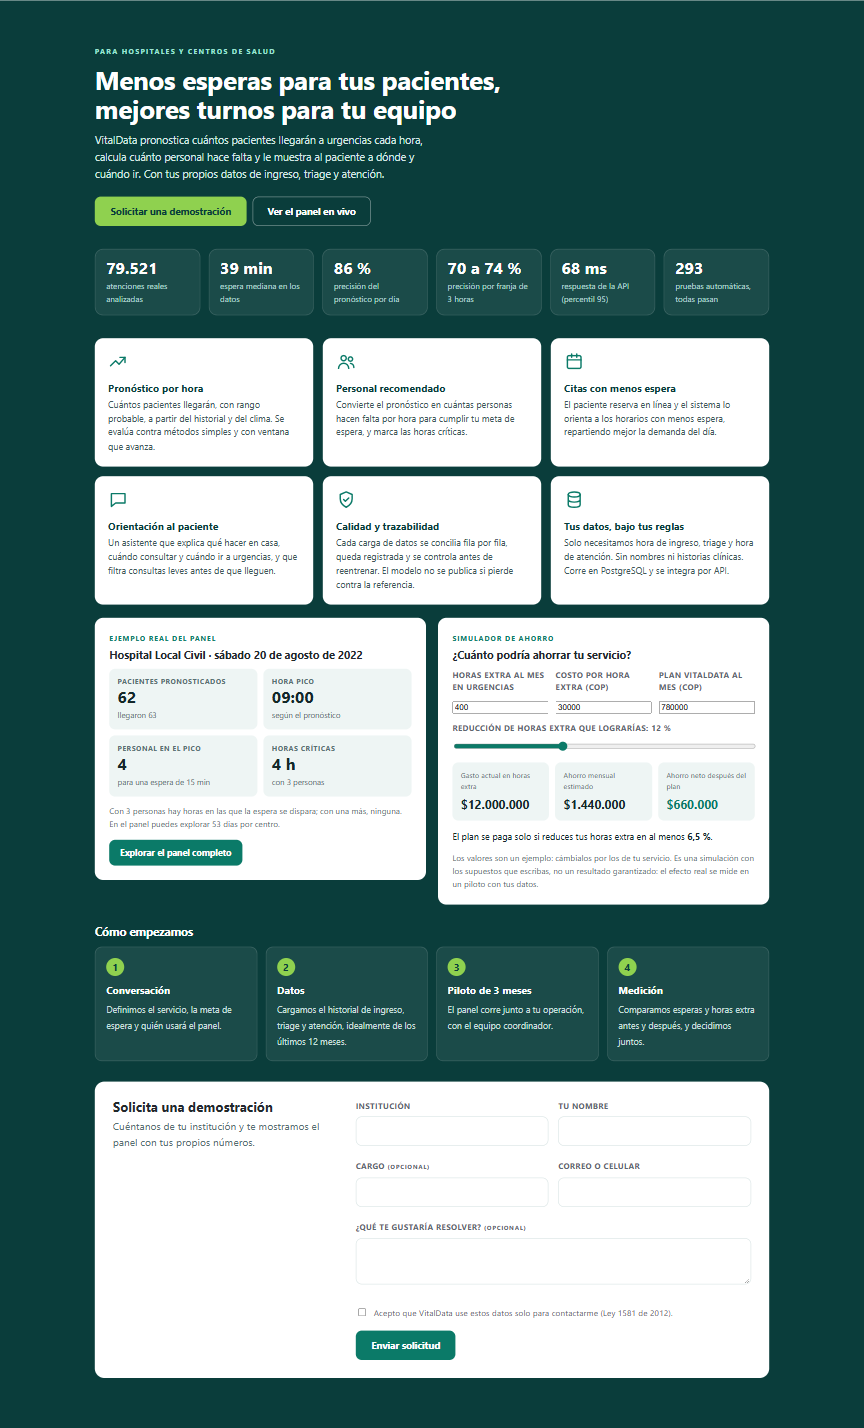 PARA HOSPITALES Y CENTROS DE SALUD
Menos esperas para tus pacientes,
mejores turnos para tu equipo
VitalData pronostica cuántos pacientes llegarán a urgencias cada hora,
calcula cuánto personal hace falta y le muestra al paciente a dónde y
cuándo ir. Con tus propios datos de ingreso, triage y atención.
Solicitar una demostración
Ver el panel en vivo
79.521
atenciones reales
analizadas
39 min
espera mediana en los
datos
86 %
precisión del
pronóstico por día
70 a 74 %
precisión por franja de
3 horas
68 ms
respuesta de la API
(percentil 95)
293
pruebas automáticas,
todas pasan
Pronóstico por hora
Cuántos pacientes llegarán, con rango
probable, a partir del historial y del clima. Se
evalúa contra métodos simples y con ventana
que avanza.
Personal recomendado
Convierte el pronóstico en cuántas personas
hacen falta por hora para cumplir tu meta de
espera, y marca las horas críticas.
Citas con menos espera
El paciente reserva en línea y el sistema lo
orienta a los horarios con menos espera,
repartiendo mejor la demanda del día.
Orientación al paciente
Un asistente que explica qué hacer en casa,
cuándo consultar y cuándo ir a urgencias, y que
filtra consultas leves antes de que lleguen.
Calidad y trazabilidad
Cada carga de datos se concilia fila por fila,
queda registrada y se controla antes de
reentrenar. El modelo no se publica si pierde
contra la referencia.
Tus datos, bajo tus reglas
Solo necesitamos hora de ingreso, triage y hora
de atención. Sin nombres ni historias clínicas.
Corre en PostgreSQL y se integra por API.
EJEMPLO REAL DEL PANEL
Hospital Local Civil · sábado 20 de agosto de 2022
PACIENTES PRONOSTICADOS
62
llegaron 63
HORA PICO
09:00
según el pronóstico
PERSONAL EN EL PICO
4
para una espera de 15 min
HORAS CRÍTICAS
4 h
con 3 personas
Con 3 personas hay horas en las que la espera se dispara; con una más, ninguna.
En el panel puedes explorar 53 días por centro.
Explorar el panel completo
SIMULADOR DE AHORRO
¿Cuánto podría ahorrar tu servicio?
HORAS EXTRA AL MES
EN URGENCIAS
400
COSTO POR HORA
EXTRA (COP)
30000
PLAN VITALDATA AL
MES (COP)
780000
REDUCCIÓN DE HORAS EXTRA QUE LOGRARÍAS: 12 %
Gasto actual en horas
extra
$12.000.000
Ahorro mensual
estimado
$1.440.000
Ahorro neto después del
plan
$660.000
El plan se paga solo si reduces tus horas extra en al menos 6,5 %.
Los valores son un ejemplo: cámbialos por los de tu servicio. Es una simulación con
los supuestos que escribas, no un resultado garantizado: el efecto real se mide en
un piloto con tus datos.
Cómo empezamos
1
Conversación
Definimos el servicio, la meta de
espera y quién usará el panel.
2
Datos
Cargamos el historial de ingreso,
triage y atención, idealmente de los
últimos 12 meses.
3
Piloto de 3 meses
El panel corre junto a tu operación,
con el equipo coordinador.
4
Medición
Comparamos esperas y horas extra
antes y después, y decidimos
juntos.
Solicita una demostración
Cuéntanos de tu institución y te mostramos el
panel con tus propios números.
INSTITUCIÓN
TU NOMBRE
CARGO (OPCIONAL)
CORREO O CELULAR
¿QUÉ TE GUSTARÍA RESOLVER? (OPCIONAL)
Acepto que VitalData use estos datos solo para contactarme (Ley 1581 de 2012).
Enviar solicitud